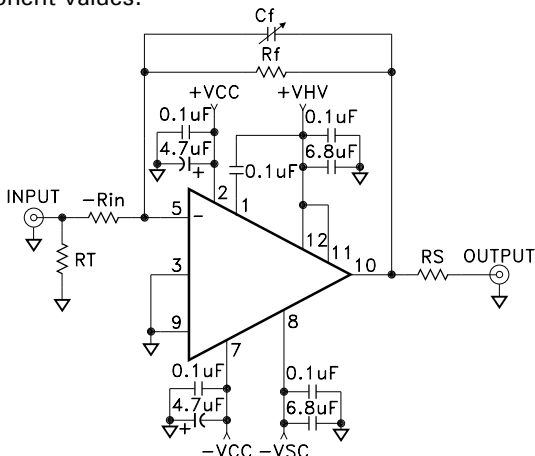 onent values.
Cf
Rf
+VCC
+VHV
0.1uF
0.1uF
4.7uF
6.8uF
+
0.1uF
INPUT
-Rin
2
1
5
-
12
11
RT
3
10
RS
OUTPUT
9
8
7
0.1uF
0.1uF
4.7uF
6.8uF
+
-VCC
-VSC